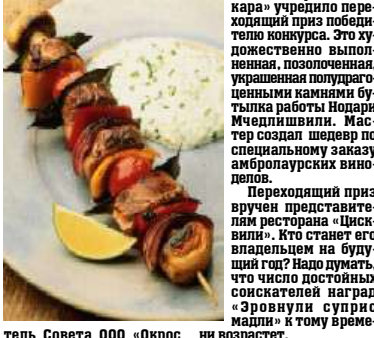 кара» учредило пере-
ходящий приз победи-
телю конкурса. Это ху-
дожественно выпол-
ненная, позолоченная,
украшенная полудраго-
ценными камнями бу-
тылка работы Нодари
Мчедлишвили. Мас-
тер создал шедевр по
специальному заказу
амбролаурских вино-
делов.
Переходящий приз
вручен представите-
лям ресторана «Циск-
вили». Кто станет его
владельцем на буду-
щий год? Надо думать,
что число достойных
соискателей наград
«Эровнули суприс
мадли» к тому време-
ни возрастет.
тель Совета ООО «Окрос